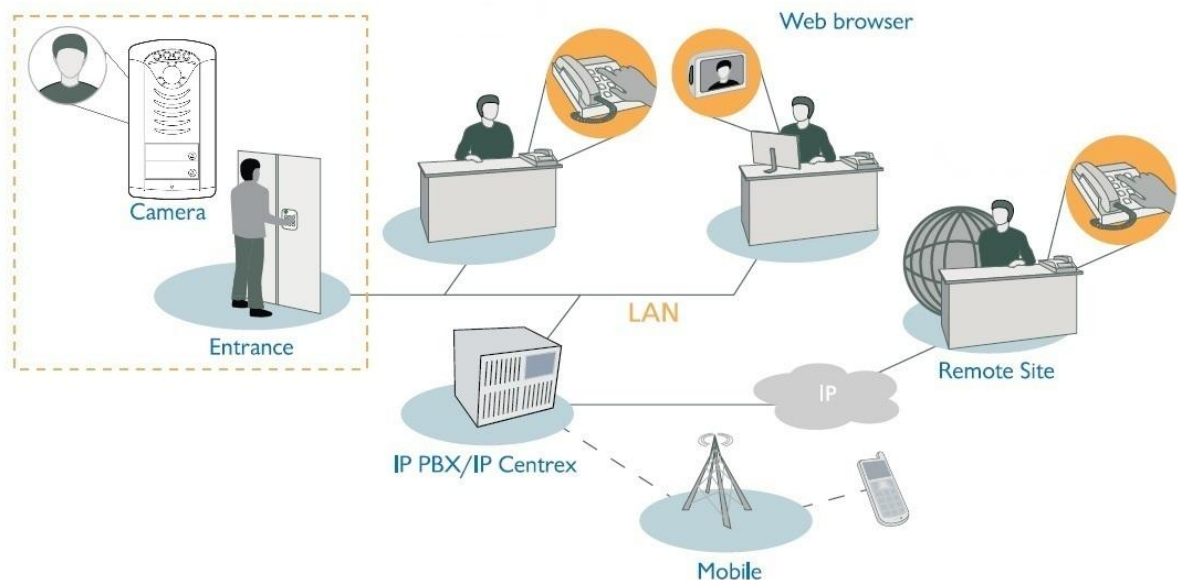 Web browser
Camera
Entrance
LAN
Remote Site
IP
IP PBX/IP Centrex
Mobile